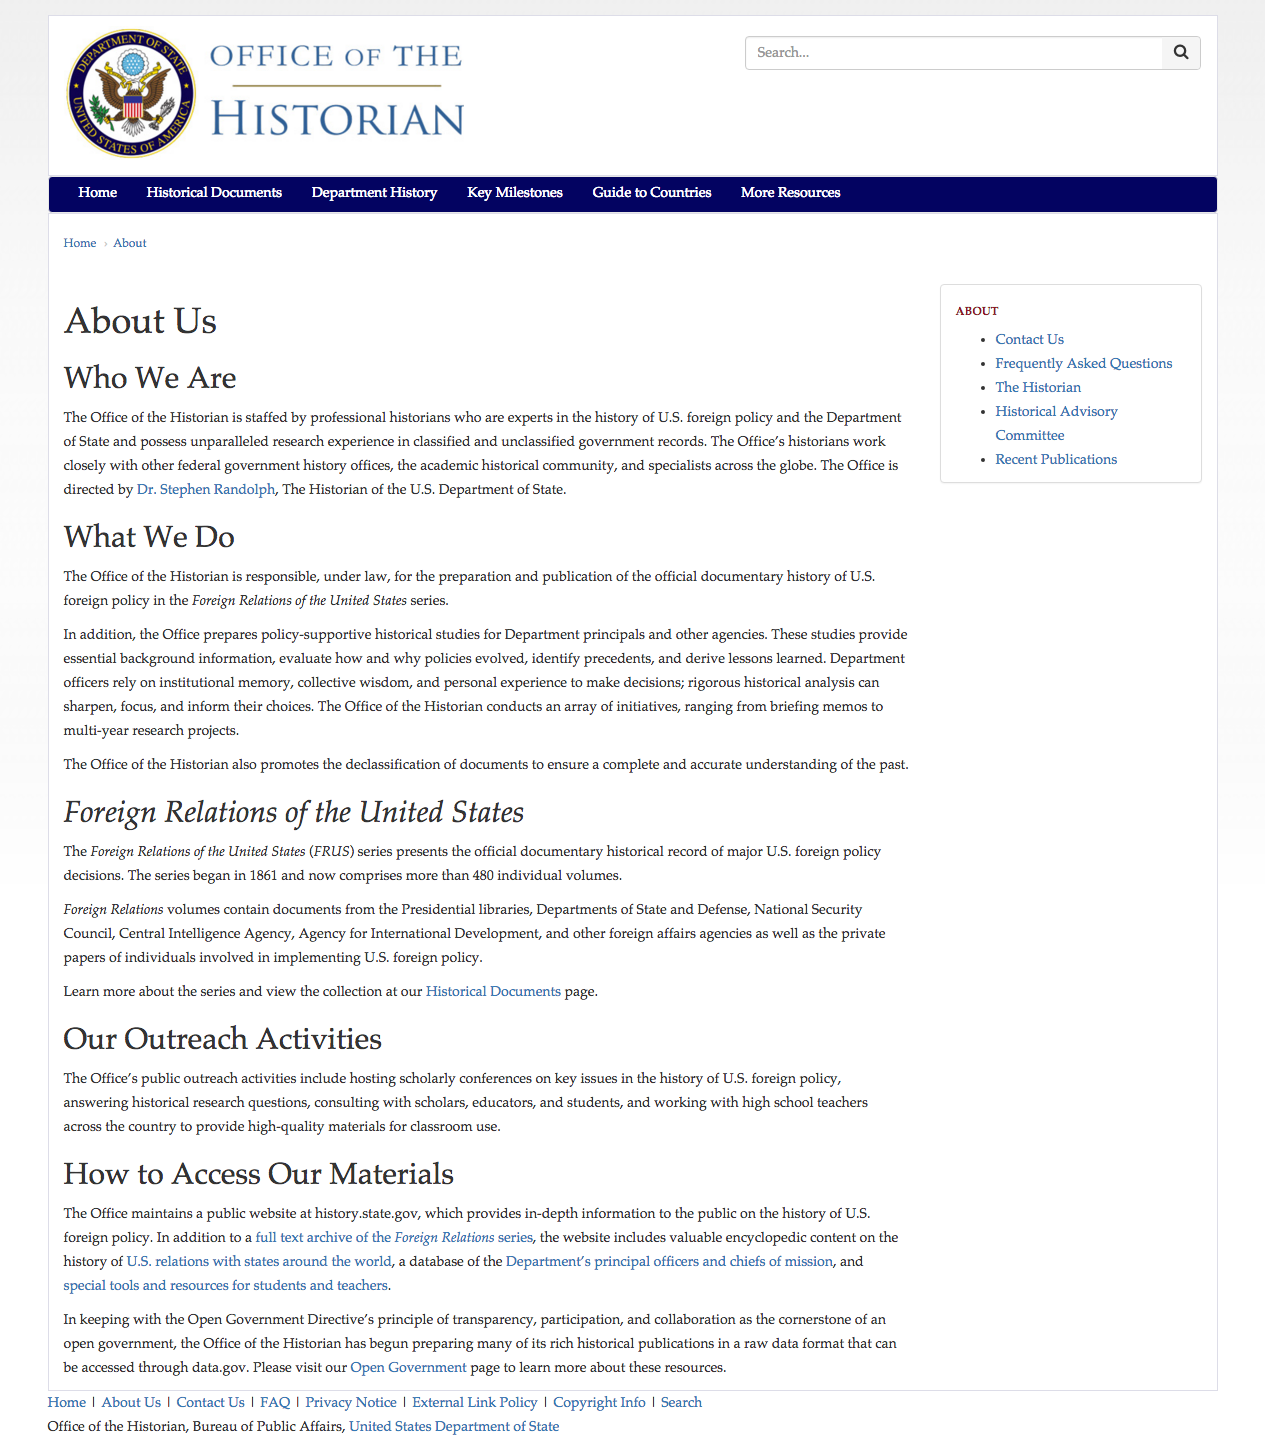 DEPARTMENT OF STATE
UNITED STATES OF AMERICA
OFFICE OF THE
HISTORIAN
Search...
Home
Historical Documents
Department History
Key Milestones
Guide to Countries
More Resources
Home › About
About Us
Who We Are
The Office of the Historian is staffed by professional historians who are experts in the history of U.S. foreign policy and the Department
of State and possess unparalleled research experience in classified and unclassified government records. The Office’s historians work
closely with other federal government history offices, the academic historical community, and specialists across the globe. The Office is
directed by Dr. Stephen Randolph, The Historian of the U.S. Department of State.
What We Do
The Office of the Historian is responsible, under law, for the preparation and publication of the official documentary history of U.S.
foreign policy in the Foreign Relations of the United States series.
In addition, the Office prepares policy-supportive historical studies for Department principals and other agencies. These studies provide
essential background information, evaluate how and why policies evolved, identify precedents, and derive lessons learned. Department
officers rely on institutional memory, collective wisdom, and personal experience to make decisions; rigorous historical analysis can
sharpen, focus, and inform their choices. The Office of the Historian conducts an array of initiatives, ranging from briefing memos to
multi-year research projects.
The Office of the Historian also promotes the declassification of documents to ensure a complete and accurate understanding of the past.
Foreign Relations of the United States
The Foreign Relations of the United States (FRUS) series presents the official documentary historical record of major U.S. foreign policy
decisions. The series began in 1861 and now comprises more than 480 individual volumes.
Foreign Relations volumes contain documents from the Presidential libraries, Departments of State and Defense, National Security
Council, Central Intelligence Agency, Agency for International Development, and other foreign affairs agencies as well as the private
papers of individuals involved in implementing U.S. foreign policy.
Learn more about the series and view the collection at our Historical Documents page.
Our Outreach Activities
The Office’s public outreach activities include hosting scholarly conferences on key issues in the history of U.S. foreign policy,
answering historical research questions, consulting with scholars, educators, and students, and working with high school teachers
across the country to provide high-quality materials for classroom use.
How to Access Our Materials
The Office maintains a public website at history.state.gov, which provides in-depth information to the public on the history of U.S.
foreign policy. In addition to a full text archive of the Foreign Relations series, the website includes valuable encyclopedic content on the
history of U.S. relations with states around the world, a database of the Department’s principal officers and chiefs of mission, and
special tools and resources for students and teachers.
In keeping with the Open Government Directive’s principle of transparency, participation, and collaboration as the cornerstone of an
open government, the Office of the Historian has begun preparing many of its rich historical publications in a raw data format that can
be accessed through data.gov. Please visit our Open Government page to learn more about these resources.
ABOUT
• Contact Us
• Frequently Asked Questions
• The Historian
• Historical Advisory
Committee
• Recent Publications
Home | About Us | Contact Us | FAQ | Privacy Notice | External Link Policy | Copyright Info | Search
Office of the Historian, Bureau of Public Affairs, United States Department of State